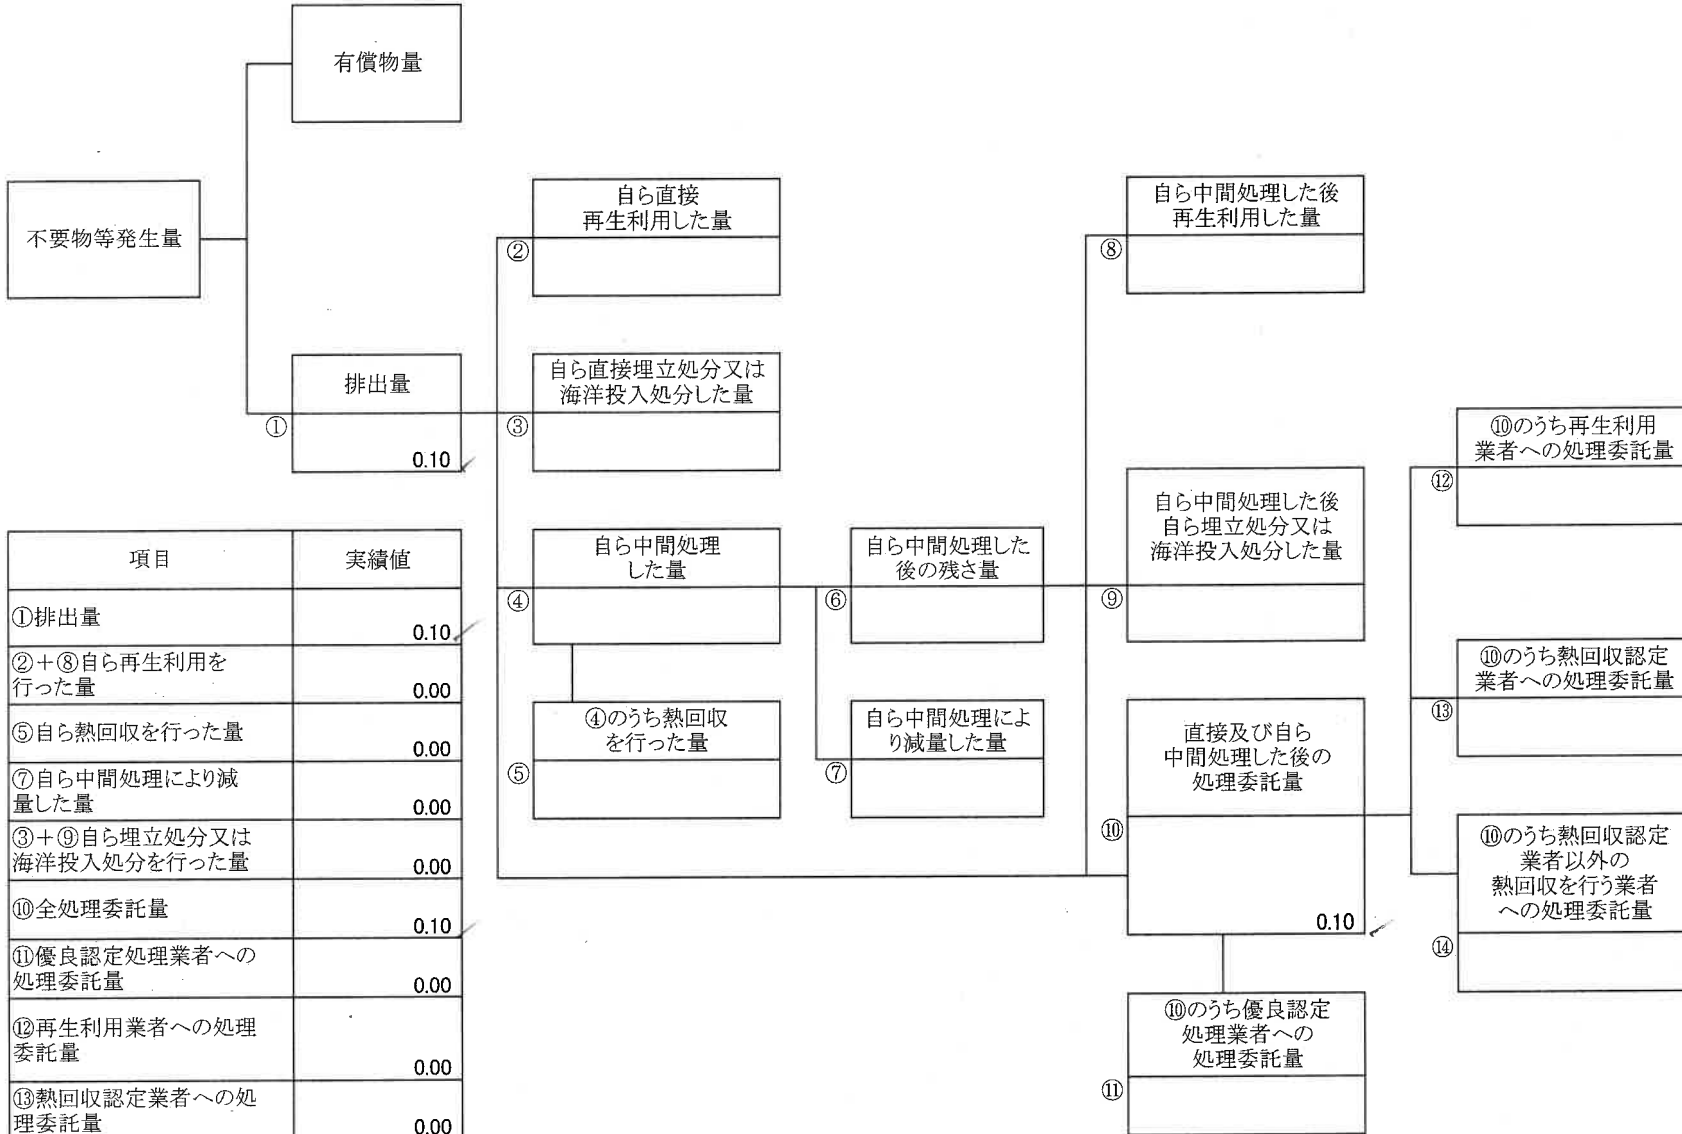 有償物量
不要物等発生量
排出量
①
0.10
自ら直接
再生利用した量
②
自ら直接埋立処分又は
海洋投入処分した量
③
自ら中間処理
した量
④
④のうち熱回収
を行った量
⑤
自ら中間処理した
後の残さ量
⑥
自ら中間処理によ
り減量した量
⑦
自ら中間処理した後
再生利用した量
⑧
自ら中間処理した後
自ら埋立処分又は
海洋投入処分した量
⑨
直接及び自ら
中間処理した後の
処理委託量
⑩
0.10
⑩のうち優良認定
処理業者への
処理委託量
⑪
⑩のうち再生利用
業者への処理委託量
⑫
⑩のうち熱回収認定
業者への処理委託量
⑬
⑩のうち熱回収認定
業者以外の
熱回収を行う業者
への処理委託量
⑭
項目 実績値
①排出量
0.10
②+⑧自ら再生利用を
行った量
0.00
⑤自ら熱回収を行った量
0.00
⑦自ら中間処理により減
量した量
0.00
③+⑨自ら埋立処分又は
海洋投入処分を行った量
0.00
⑩全処理委託量
0.10
⑪優良認定処理業者への
処理委託量
0.00
⑫再生利用業者への処理
委託量
0.00
⑬熱回収認定業者への処
理委託量
0.00